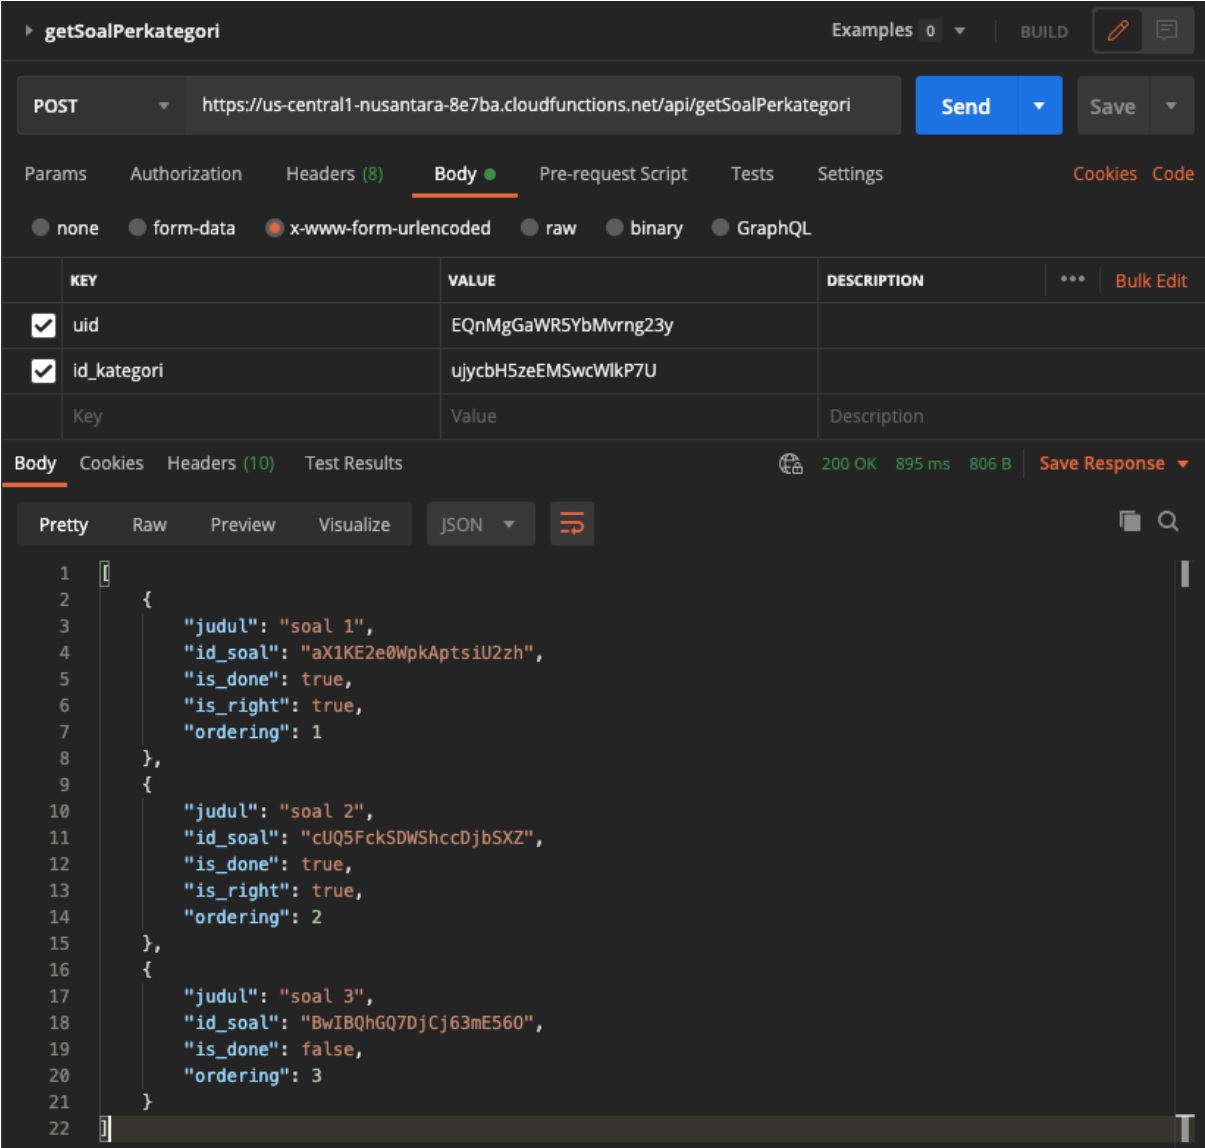 getSoalPerkategori Examples 0 BUILD
POST https://us-central1-nusantara-8e7ba.cloudfunctions.net/api/getSoalPerkategori Send Save
Params Authorization Headers (8) Body Pre-request Script Tests Settings Cookies Code
none form-data x-www-form-urlencoded raw binary GraphQL
KEY VALUE DESCRIPTION ••• Bulk Edit
uid EQnMgGaWR5YbMvrng23y
id_kategori ujycbH5zeEMSwcWlkP7U
Key Value Description
Body Cookies Headers (10) Test Results 200 OK 895 ms 806 B Save Response
Pretty Raw Preview Visualize JSON
1 [
2 {
3 "judul": "soal 1",
4 "id_soal": "aX1KE2e0WpkAptsiU2zh",
5 "is_done": true,
6 "is_right": true,
7 "ordering": 1
8 },
9 {
10 "judul": "soal 2",
11 "id_soal": "cUQ5FckSDWShccDjbSXZ",
12 "is_done": true,
13 "is_right": true,
14 "ordering": 2
15 },
16 {
17 "judul": "soal 3",
18 "id_soal": "BwIBQhGQ7DjCj63mE56O",
19 "is_done": false,
20 "ordering": 3
21 }
22 ]